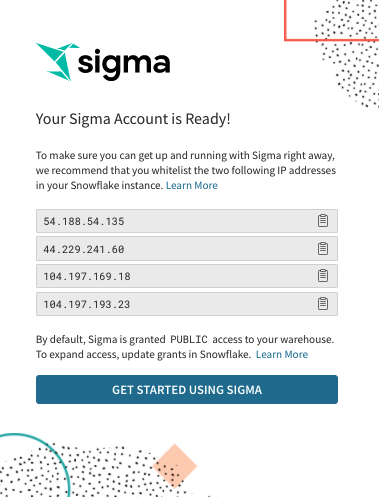 sigma
Your Sigma Account is Ready!
To make sure you can get up and running with Sigma right away,
we recommend that you whitelist the two following IP addresses
in your Snowflake instance. Learn More
54.188.54.135
44.229.241.60
104.197.169.18
104.197.193.23
By default, Sigma is granted PUBLIC access to your warehouse.
To expand access, update grants in Snowflake. Learn More
GET STARTED USING SIGMA